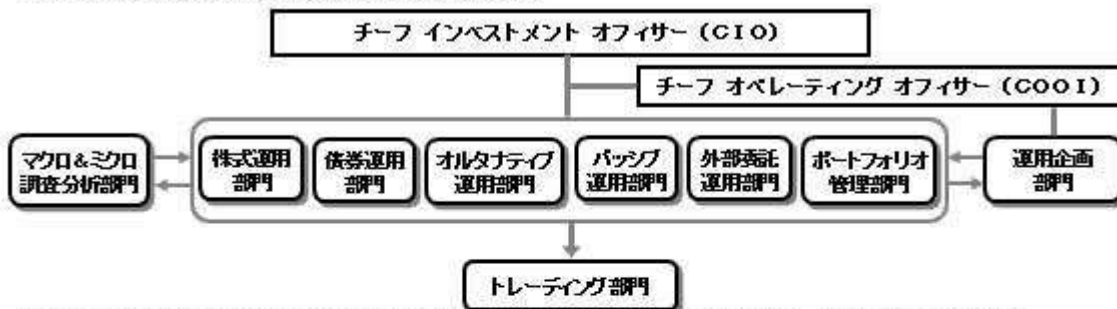 チーフ インベストメント オフィサー (CIO)
チーフ オペレーティング オフィサー (COOI)
マクロ&ミクロ
調査分析部門
株式運用
部門
債券運用
部門
オルタナティブ
運用部門
パッシブ
運用部門
外部委託
運用部門
ポートフォリオ
管理部門
運用企画
部門
トレーディング部門